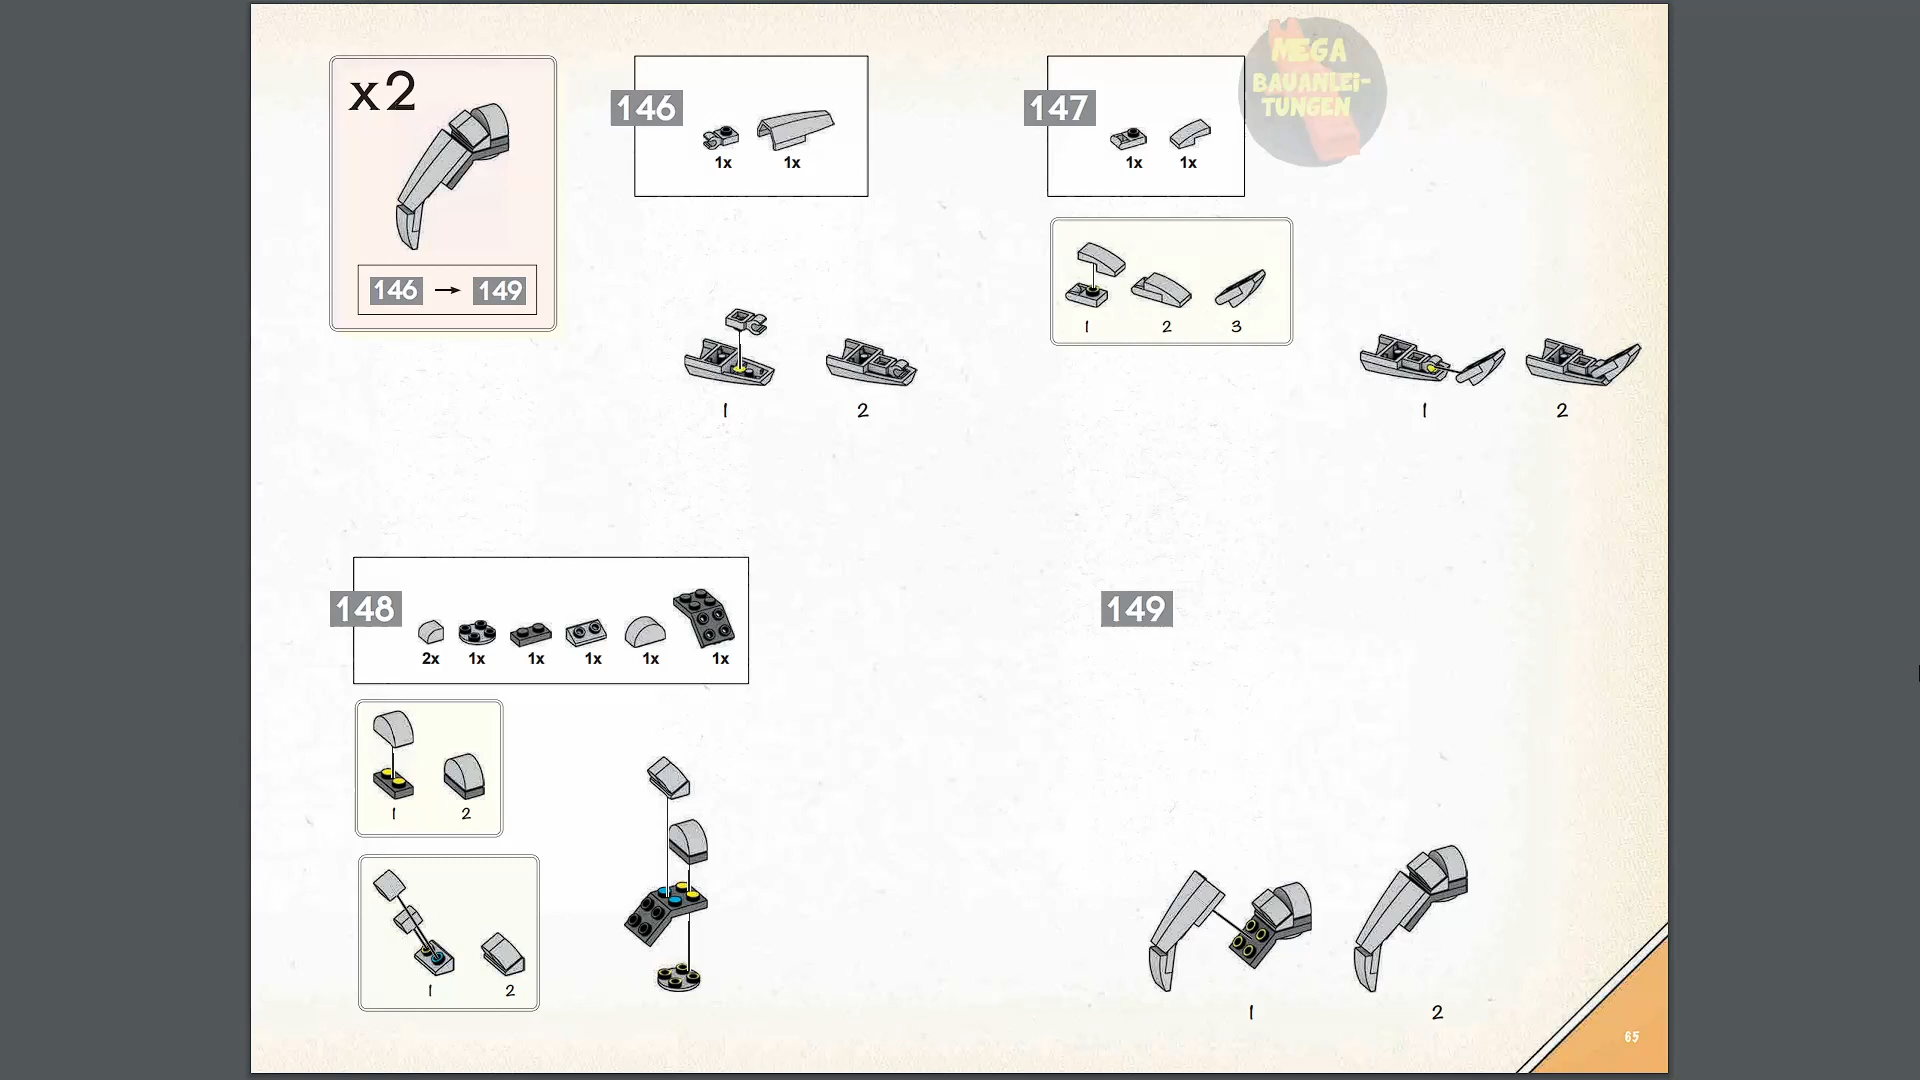 x2
146 → 149
146
1x 1x
1 2
147
1x 1x
1 2 3
1 2
MEGA
BAUANLEI-
TUNGEN
148
2x 1x 1x 1x 1x 1x
1 2
1 2
149
1 2
65